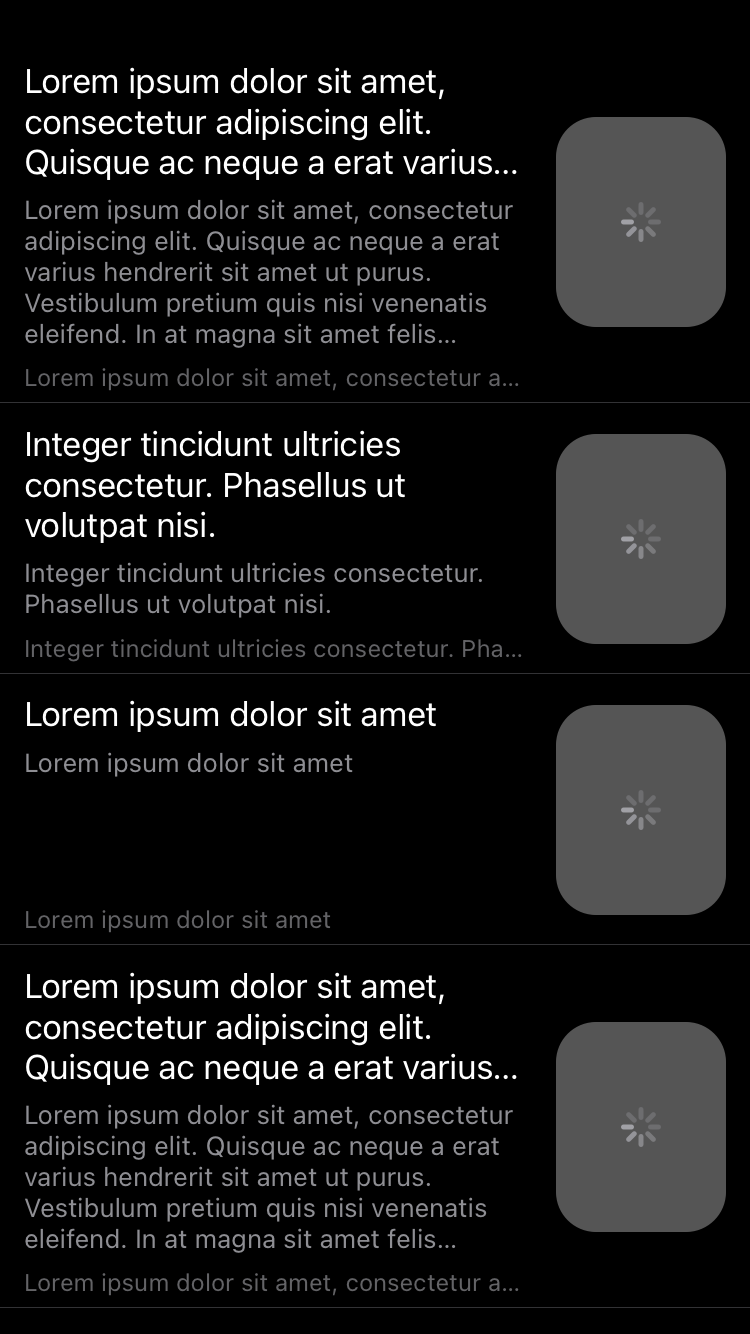 Lorem ipsum dolor sit amet,
consectetur adipiscing elit.
Quisque ac neque a erat varius...
Lorem ipsum dolor sit amet, consectetur
adipiscing elit. Quisque ac neque a erat
varius hendrerit sit amet ut purus.
Vestibulum pretium quis nisi venenatis
eleifend. In at magna sit amet felis...
Lorem ipsum dolor sit amet, consectetur a...
Integer tincidunt ultricies
consectetur. Phasellus ut
volutpat nisi.
Integer tincidunt ultricies consectetur.
Phasellus ut volutpat nisi.
Integer tincidunt ultricies consectetur. Pha...
Lorem ipsum dolor sit amet
Lorem ipsum dolor sit amet
Lorem ipsum dolor sit amet
Lorem ipsum dolor sit amet,
consectetur adipiscing elit.
Quisque ac neque a erat varius...
Lorem ipsum dolor sit amet, consectetur
adipiscing elit. Quisque ac neque a erat
varius hendrerit sit amet ut purus.
Vestibulum pretium quis nisi venenatis
eleifend. In at magna sit amet felis...
Lorem ipsum dolor sit amet, consectetur a...